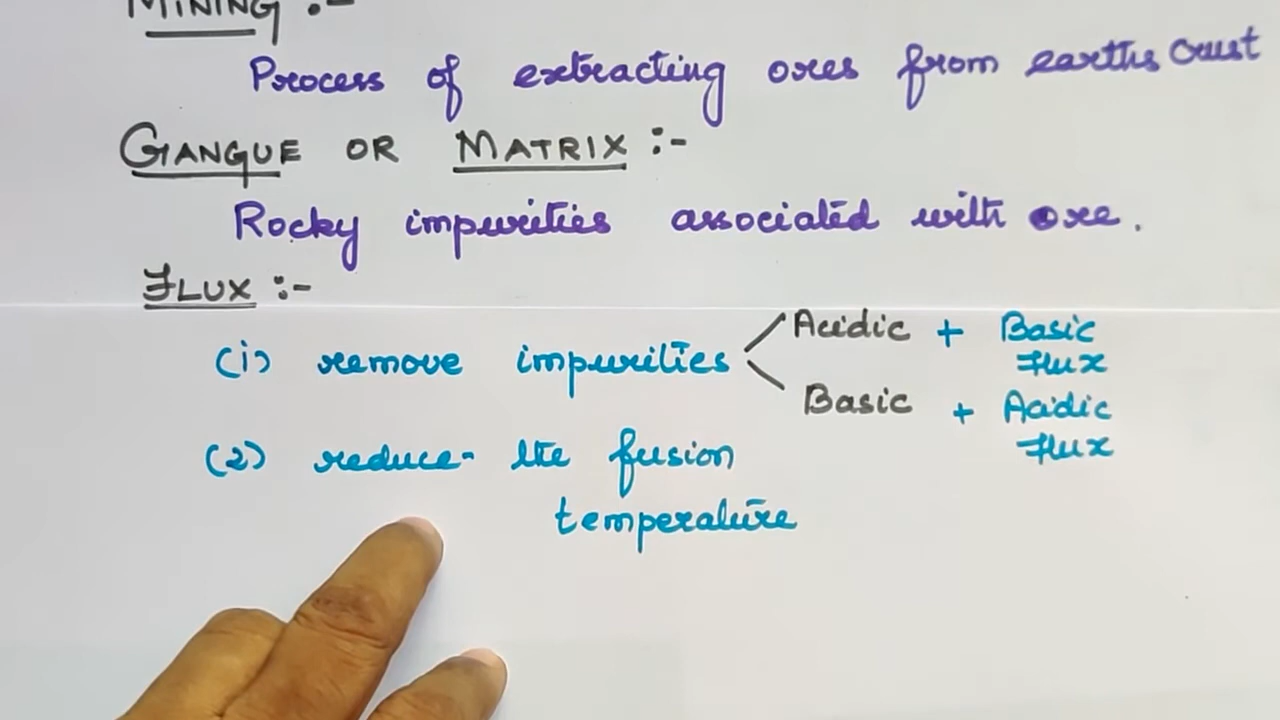 MINING :-
Process of extracting ores from earths Crust
GANGUE OR MATRIX :-
Rocky impurities associated with ore.
FLUX :-
(i) remove impurities Acidic + Basic Flux
Basic + Acidic Flux
(2) reduce the fusion
temperature